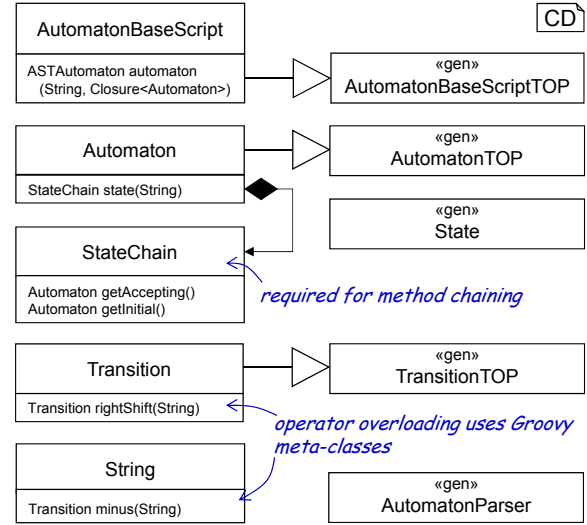 CD
AutomatonBaseScript
ASTAutomaton automaton
(String, Closure<Automaton>)
«gen»
AutomatonBaseScriptTOP
Automaton
StateChain state(String)
«gen»
AutomatonTOP
«gen»
State
StateChain
Automaton getAccepting()
Automaton getInitial()
required for method chaining
Transition
Transition rightShift(String)
«gen»
TransitionTOP
operator overloading uses Groovy
meta-classes
String
Transition minus(String)
«gen»
AutomatonParser